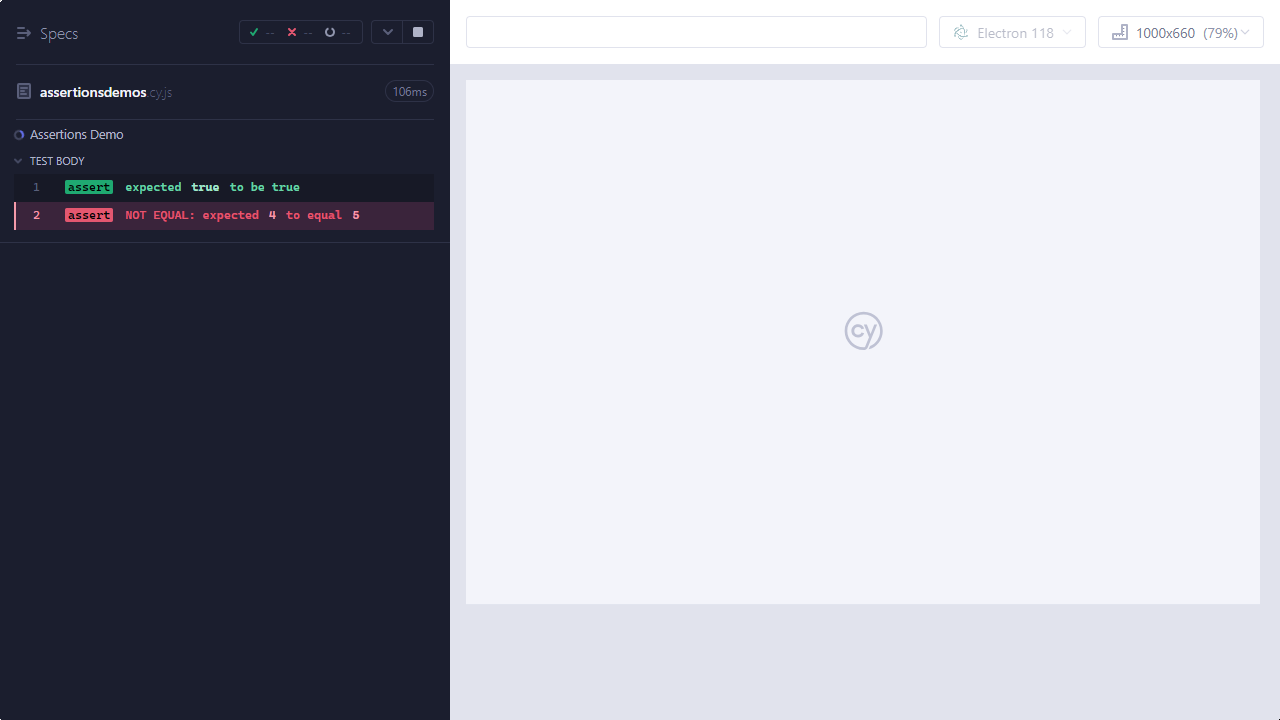 Specs
-- -- --
Electron 118
1000x660 (79%)
assertionsdemos.cy.js
106ms
Assertions Demo
TEST BODY
1 assert expected true to be true
2 assert NOT EQUAL: expected 4 to equal 5
cy